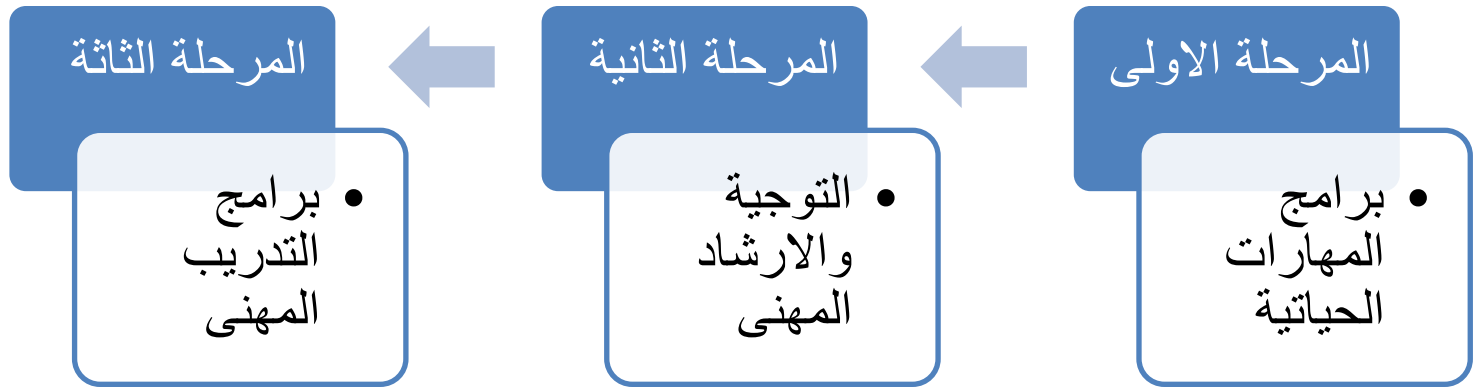 المرحلة الاولى
• برامج
المهارات
الحياتية
المرحلة الثانية
• التوجية
والارشاد
المهنى
المرحلة الثاثة
• برامج
التدريب
المهنى